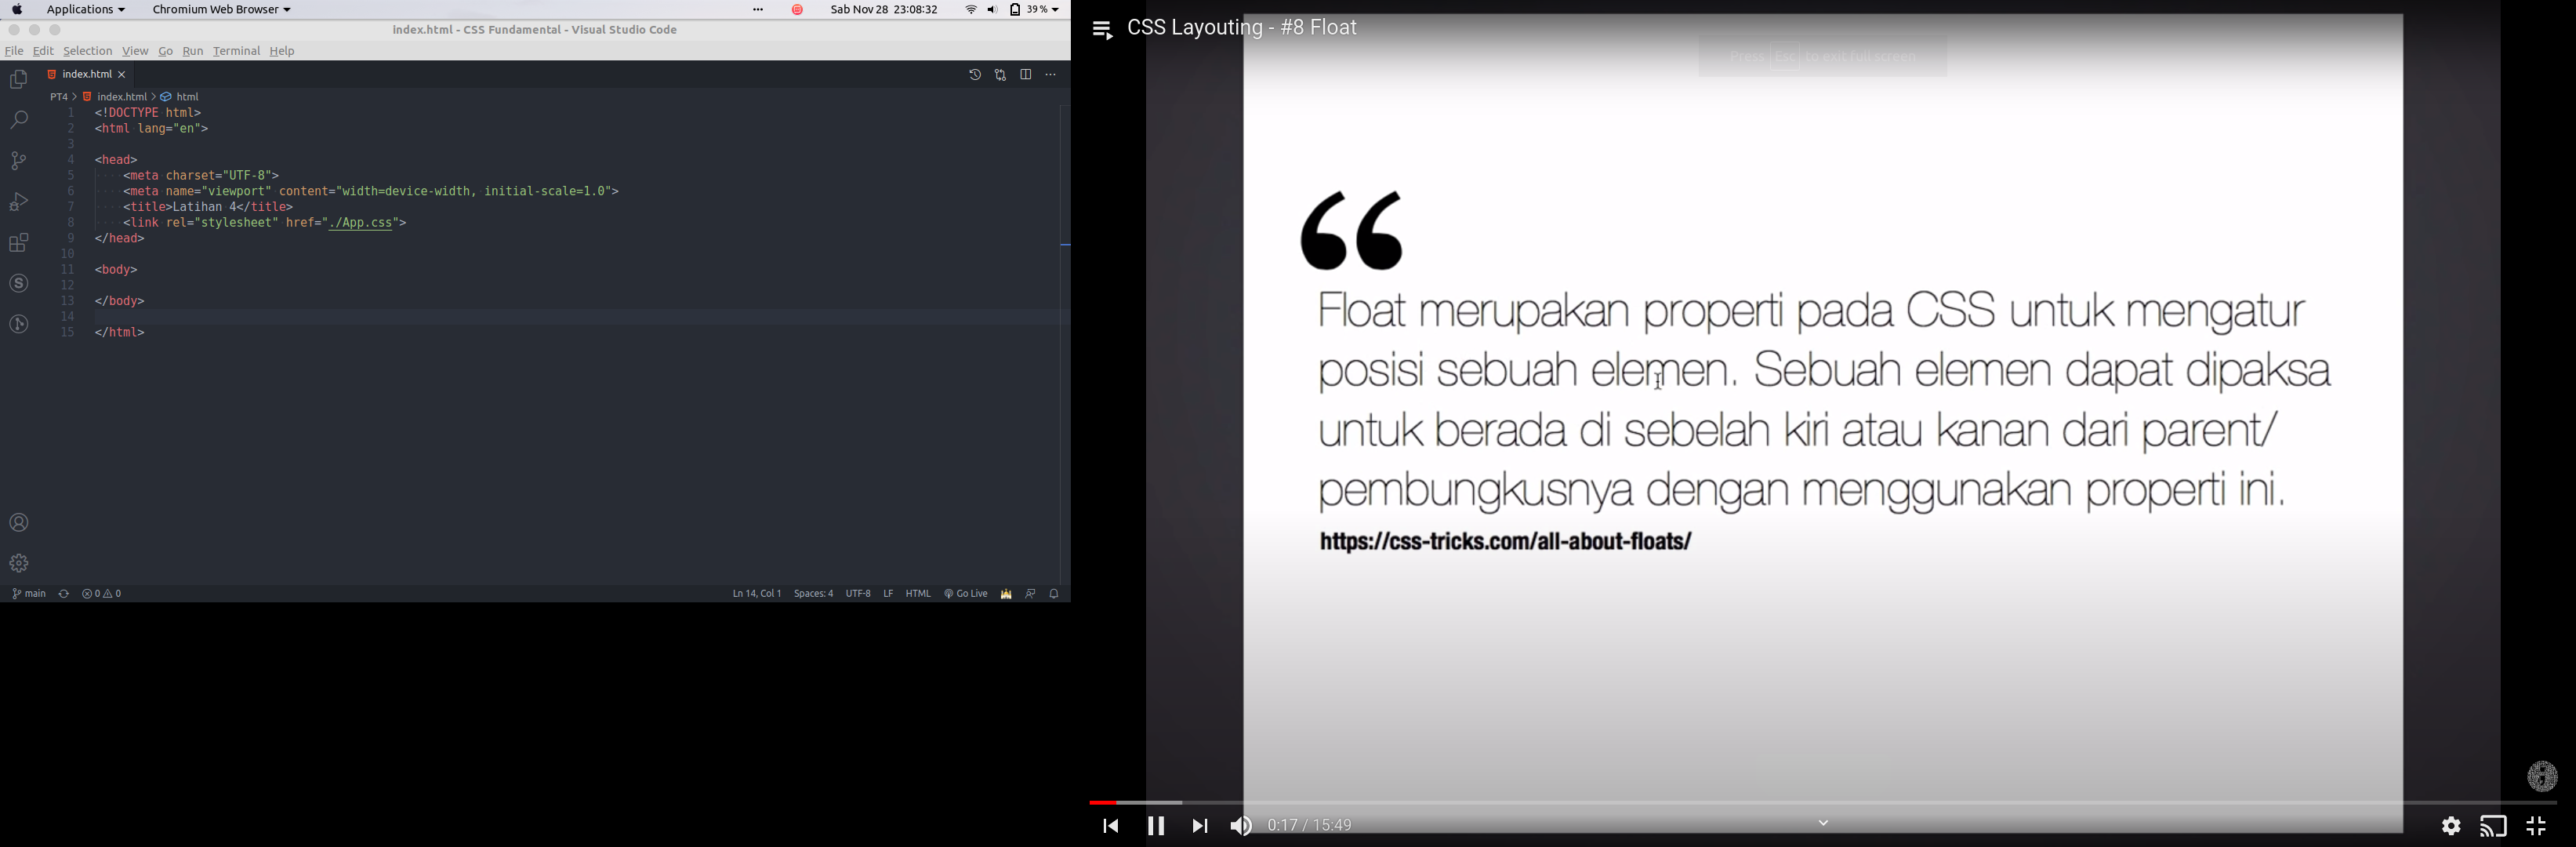 Applications
Chromium Web Browser
Sab Nov 28 23:08:32
39 %
index.html - CSS Fundamental - Visual Studio Code
File Edit Selection View Go Run Terminal Help
index.html
PT4 > index.html > html
1 <!DOCTYPE html>
2 <html lang="en">
3
4 <head>
5 <meta charset="UTF-8">
6 <meta name="viewport" content="width=device-width, initial-scale=1.0">
7 <title>Latihan 4</title>
8 <link rel="stylesheet" href="./App.css">
9 </head>
10
11 <body>
12
13 </body>
14
15 </html>
main 0 0 Ln 14, Col 1 Spaces: 4 UTF-8 LF HTML Go Live
CSS Layouting - #8 Float
Press Esc to exit full screen
“
Float merupakan properti pada CSS untuk mengatur
posisi sebuah elemen. Sebuah elemen dapat dipaksa
untuk berada di sebelah kiri atau kanan dari parent/
pembungkusnya dengan menggunakan properti ini.
https://css-tricks.com/all-about-floats/
0:17 / 15:49